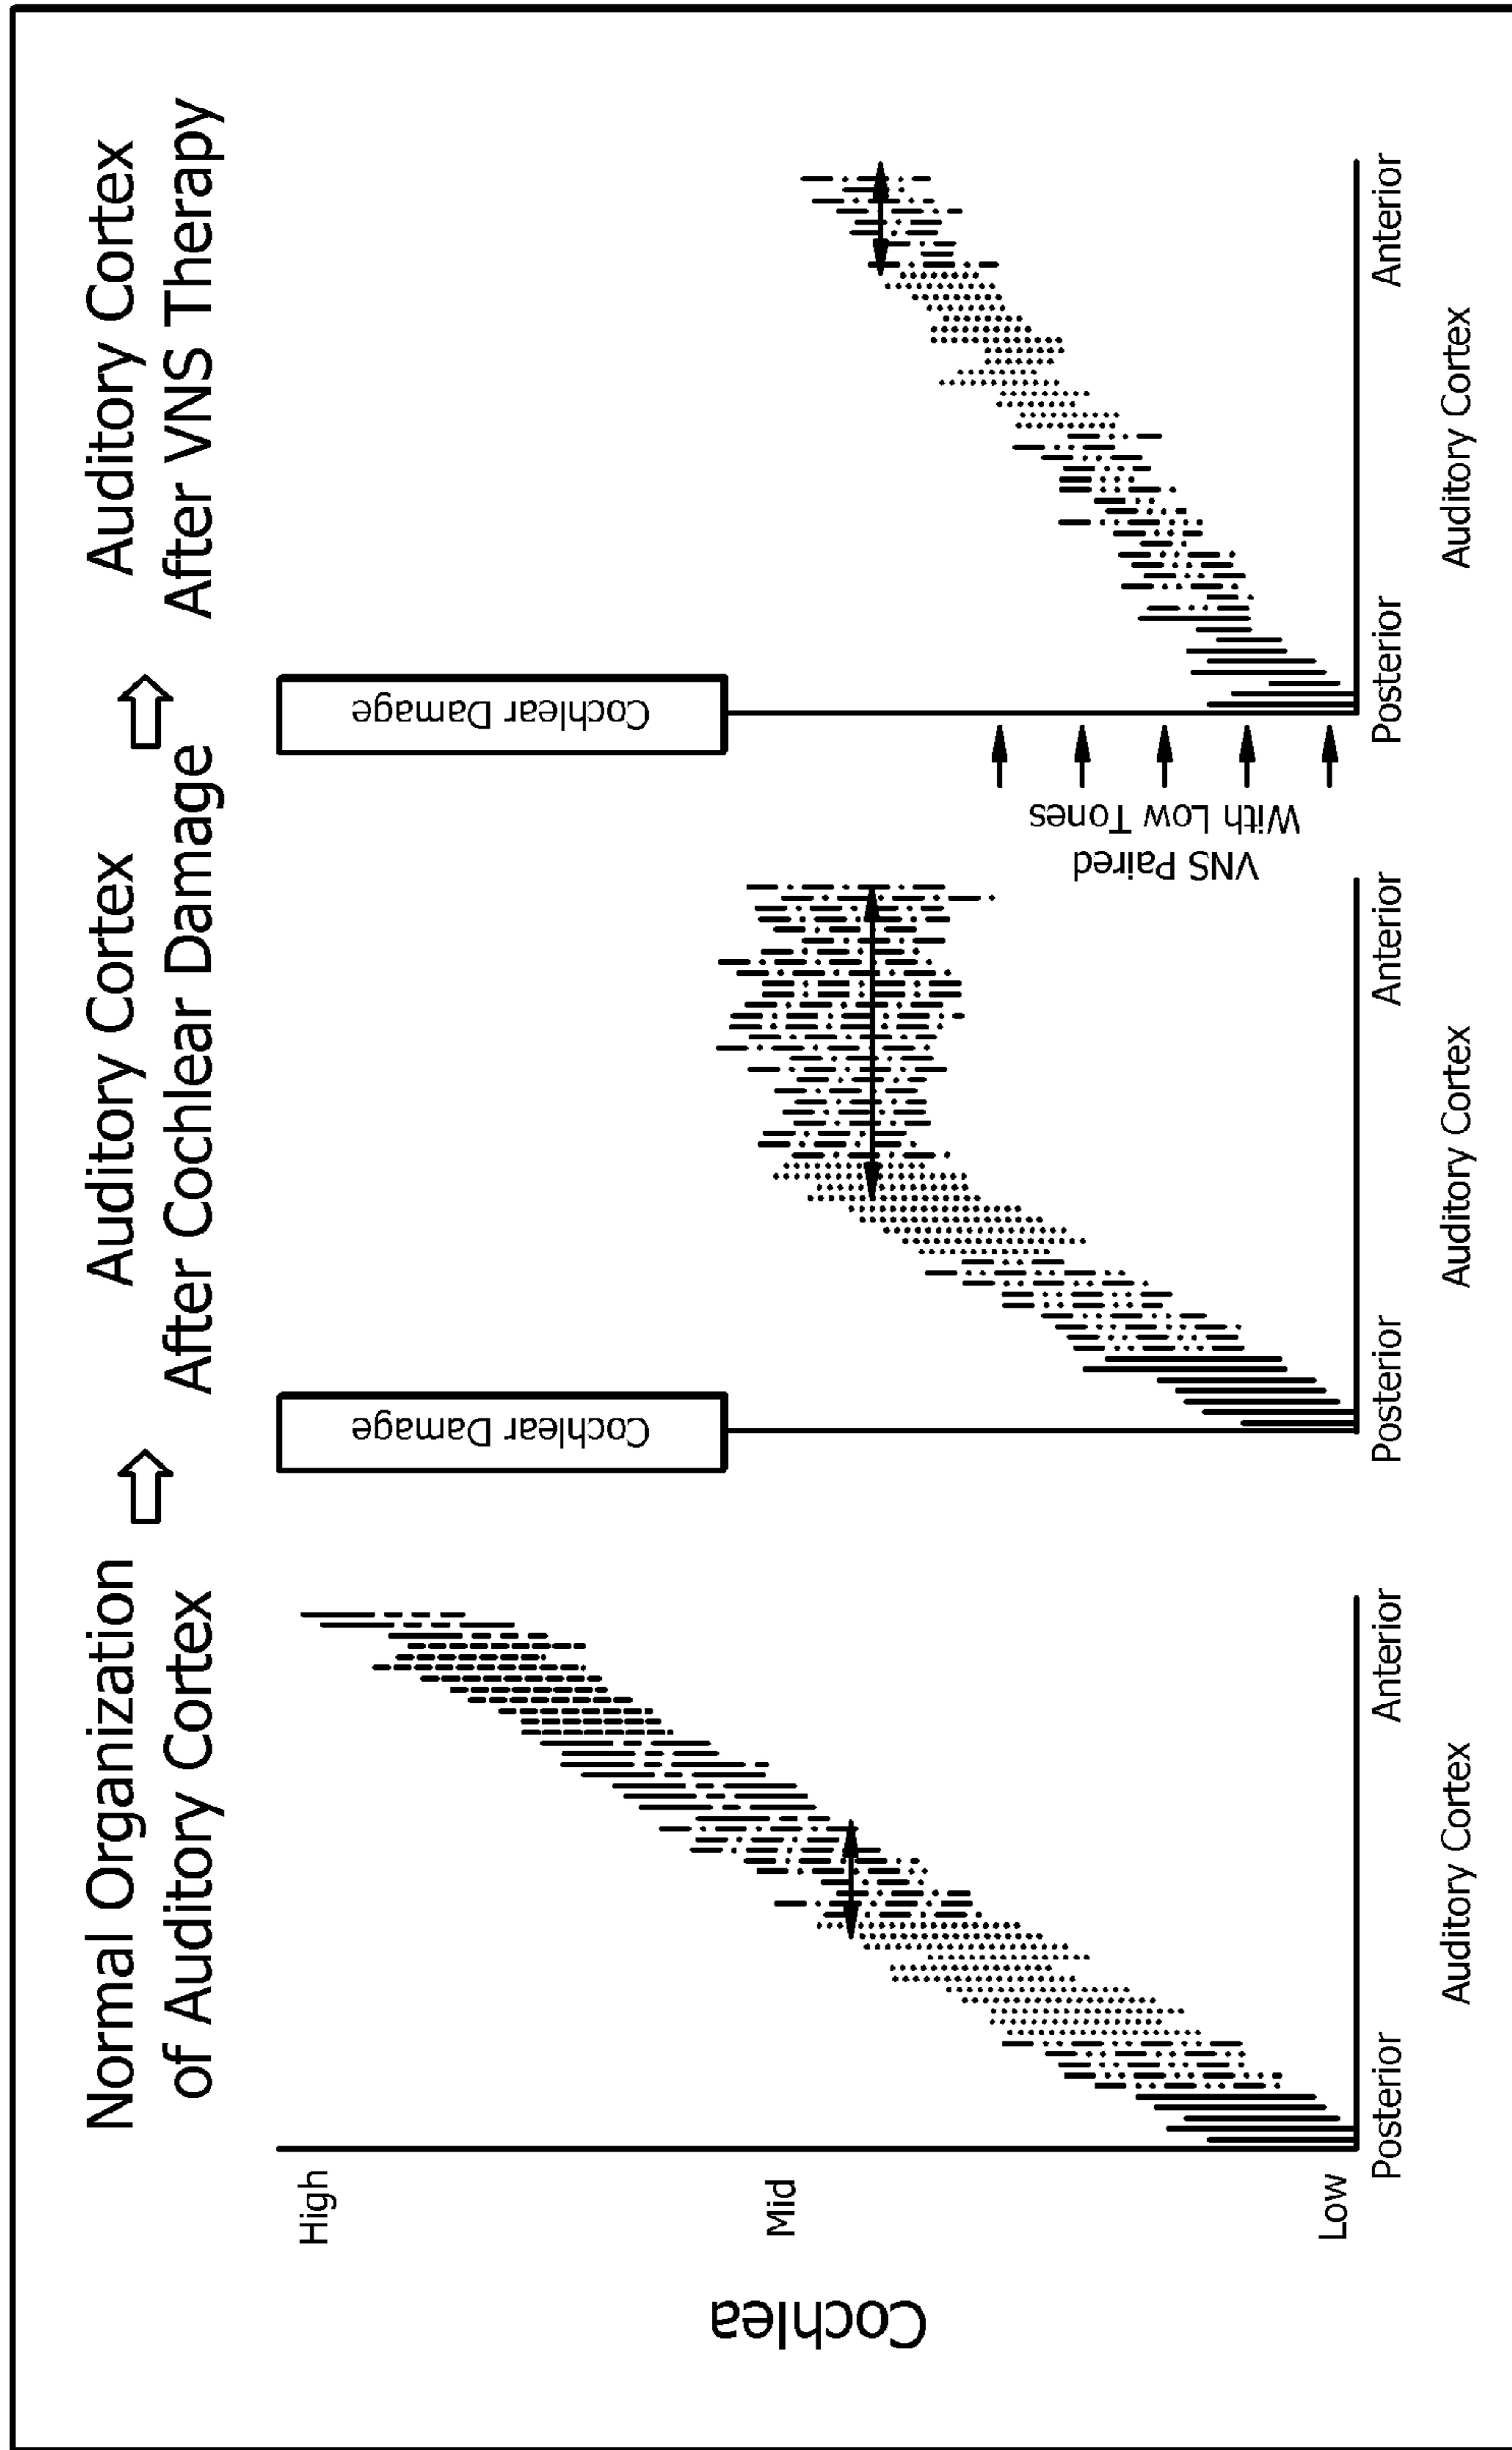 Normal Organization
of Auditory Cortex
Auditory Cortex
After Cochlear Damage
Auditory Cortex
After VNS Therapy
Cochlea
High
Mid
Low
Posterior
Anterior
Auditory Cortex
Cochlear Damage
Posterior
Anterior
Auditory Cortex
VNS Paired
With Low Tones
Cochlear Damage
Posterior
Anterior
Auditory Cortex